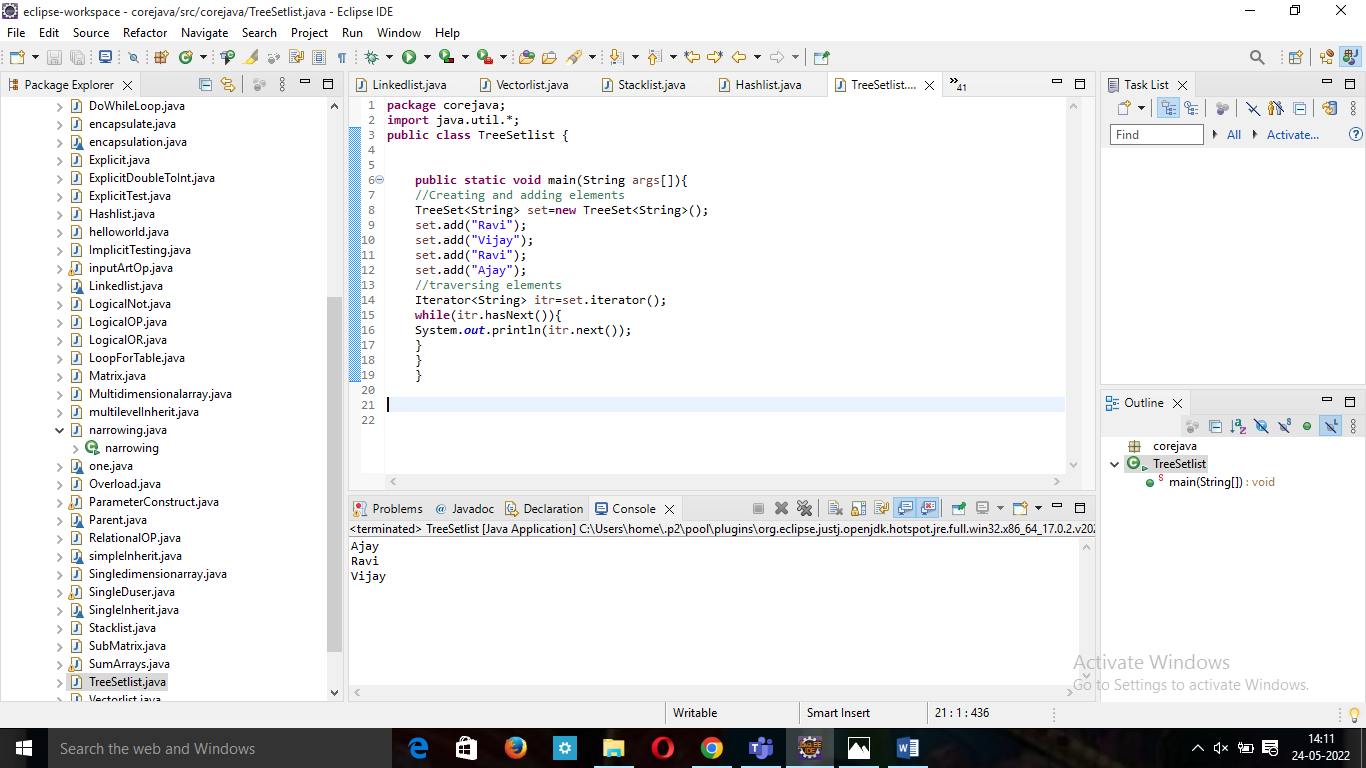 eclipse-workspace - corejava/src/corejava/TreeSetlist.java - Eclipse IDE
File Edit Source Refactor Navigate Search Project Run Window Help
Package Explorer
DoWhileLoop.java
encapsulate.java
encapsulation.java
Explicit.java
ExplicitDoubleToInt.java
ExplicitTest.java
Hashlist.java
helloworld.java
ImplicitTesting.java
inputArtOp.java
Linkedlist.java
LogicalNot.java
LogicalOP.java
LogicalOR.java
LoopForTable.java
Matrix.java
Multidimensionalarray.java
multilevelInherit.java
narrowing.java
narrowing
one.java
Overload.java
ParameterConstruct.java
Parent.java
RelationalOP.java
simpleInherit.java
Singledimensionarray.java
SingleDuser.java
SingleInherit.java
Stacklist.java
SubMatrix.java
SumArrays.java
TreeSetlist.java
Vectorlist.java
Linkedlist.java Vectorlist.java Stacklist.java Hashlist.java TreeSetlist.... »41
1 package corejava;
2 import java.util.*;
3 public class TreeSetlist {
4
5
6 public static void main(String args[]){
7 //Creating and adding elements
8 TreeSet<String> set=new TreeSet<String>();
9 set.add("Ravi");
10 set.add("Vijay");
11 set.add("Ravi");
12 set.add("Ajay");
13 //traversing elements
14 Iterator<String> itr=set.iterator();
15 while(itr.hasNext()){
16 System.out.println(itr.next());
17 }
18 }
19 }
20
21
22
Problems @ Javadoc Declaration Console
<terminated> TreeSetlist [Java Application] C:\Users\home\.p2\pool\plugins\org.eclipse.justj.openjdk.hotspot.jre.full.win32.x86_64_17.0.2.v202
Ajay
Ravi
Vijay
Task List
Find All Activate...
Outline
corejava
TreeSetlist
main(String[]) : void
Activate Windows
Go to Settings to activate Windows.
Writable Smart Insert 21 : 1 : 436
Search the web and Windows
14:11
24-05-2022